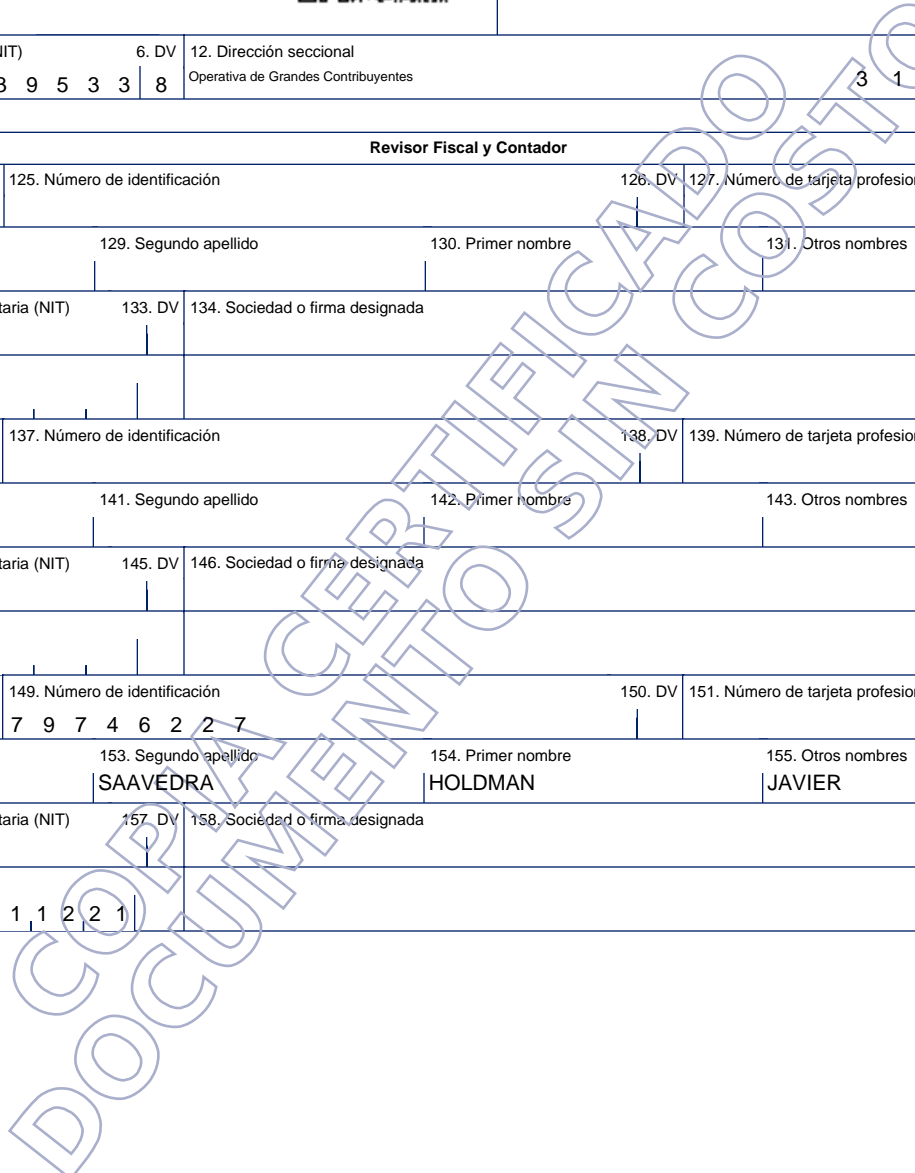 NIT) 6. DV 12. Dirección seccional
9 5 3 3 8 Operativa de Grandes Contribuyentes 3 1
Revisor Fiscal y Contador
125. Número de identificación 126. DV 127. Número de tarjeta profesion
129. Segundo apellido 130. Primer nombre 131. Otros nombres
taria (NIT) 133. DV 134. Sociedad o firma designada
137. Número de identificación 138. DV 139. Número de tarjeta profesion
141. Segundo apellido 142. Primer nombre 143. Otros nombres
taria (NIT) 145. DV 146. Sociedad o firma designada
149. Número de identificación 150. DV 151. Número de tarjeta profesion
7 9 7 4 6 2 2 7
153. Segundo apellido 154. Primer nombre 155. Otros nombres
SAAVEDRA HOLDMAN JAVIER
taria (NIT) 157. DV 158. Sociedad o firma designada
1 1 2 2 1
COPIA CERTIFICADO
DOCUMENTO SIN COSTO